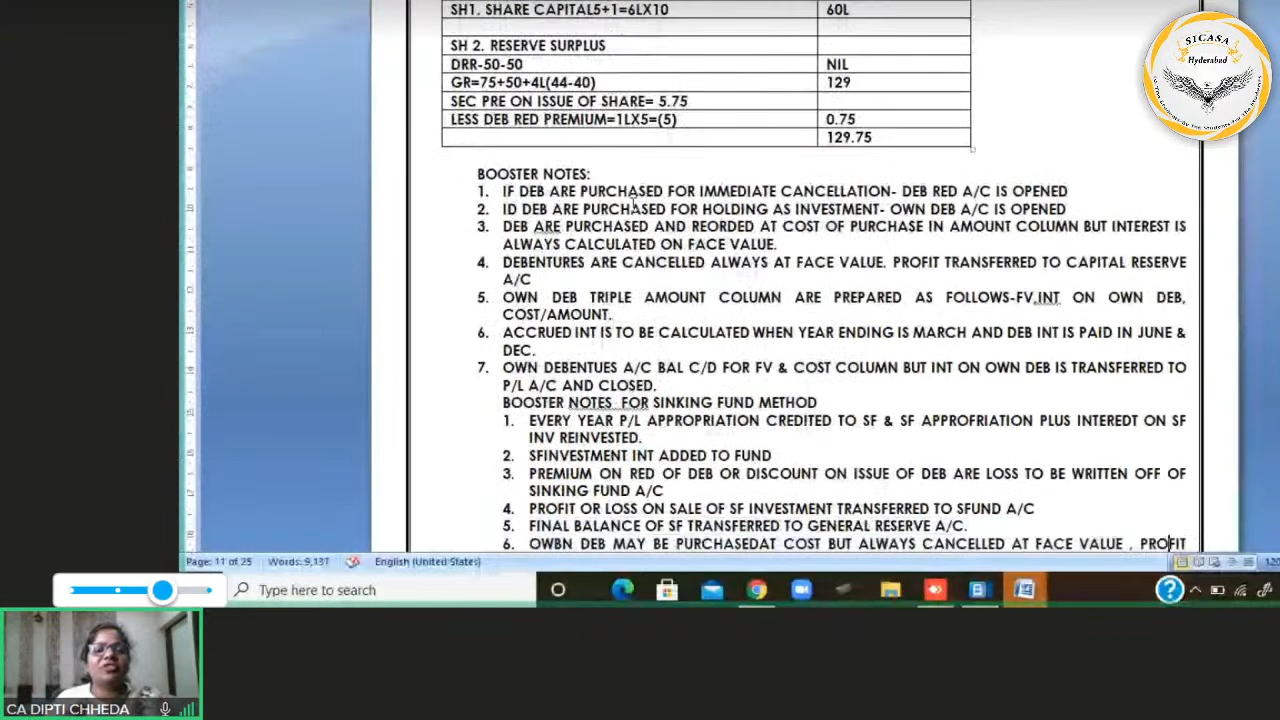 SH1. SHARE CAPITAL5+1=6LX10 60L
SH 2. RESERVE SURPLUS
DRR-50-50 NIL
GR=75+50+4L(44-40) 129
SEC PRE ON ISSUE OF SHARE= 5.75
LESS DEB RED PREMIUM=1LX5=(5) 0.75
129.75
BOOSTER NOTES:
1. IF DEB ARE PURCHASED FOR IMMEDIATE CANCELLATION- DEB RED A/C IS OPENED
2. ID DEB ARE PURCHASED FOR HOLDING AS INVESTMENT- OWN DEB A/C IS OPENED
3. DEB ARE PURCHASED AND REORDED AT COST OF PURCHASE IN AMOUNT COLUMN BUT INTEREST IS
ALWAYS CALCULATED ON FACE VALUE.
4. DEBENTURES ARE CANCELLED ALWAYS AT FACE VALUE. PROFIT TRANSFERRED TO CAPITAL RESERVE
A/C
5. OWN DEB TRIPLE AMOUNT COLUMN ARE PREPARED AS FOLLOWS-FV,INT ON OWN DEB,
COST/AMOUNT.
6. ACCRUED INT IS TO BE CALCULATED WHEN YEAR ENDING IS MARCH AND DEB INT IS PAID IN JUNE &
DEC.
7. OWN DEBENTUES A/C BAL C/D FOR FV & COST COLUMN BUT INT ON OWN DEB IS TRANSFERRED TO
P/L A/C AND CLOSED.
BOOSTER NOTES FOR SINKING FUND METHOD
1. EVERY YEAR P/L APPROPRIATION CREDITED TO SF & SF APPROFRIATION PLUS INTEREDT ON SF
INV REINVESTED.
2. SFINVESTMENT INT ADDED TO FUND
3. PREMIUM ON RED OF DEB OR DISCOUNT ON ISSUE OF DEB ARE LOSS TO BE WRITTEN OFF OF
SINKING FUND A/C
4. PROFIT OR LOSS ON SALE OF SF INVESTMENT TRANSFERRED TO SFUND A/C
5. FINAL BALANCE OF SF TRANSFERRED TO GENERAL RESERVE A/C.
6. OWBN DEB MAY BE PURCHASEDAT COST BUT ALWAYS CANCELLED AT FACE VALUE , PROFIT
Page: 11 of 25 Words: 9,137 English (United States)
Type here to search
CA DIPTI CHHEDA
SICASA
Hyderabad